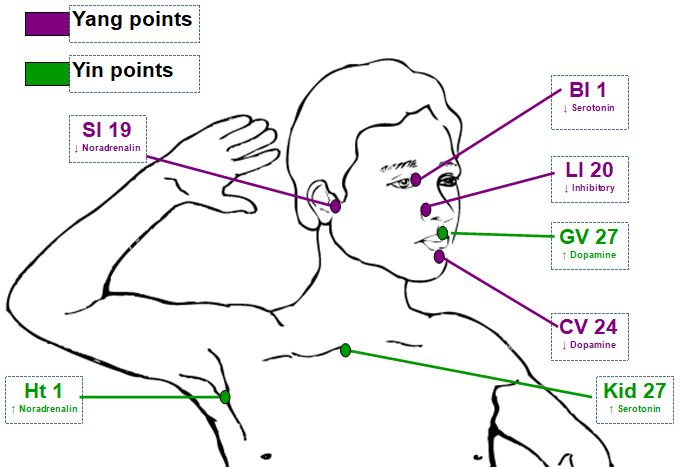 Yang points
Yin points
SI 19
↓ Noradrenalin
Bl 1
↓ Serotonin
LI 20
↓ Inhibitory
GV 27
↑ Dopamine
CV 24
↓ Dopamine
Ht 1
↑ Noradrenalin
Kid 27
↑ Serotonin